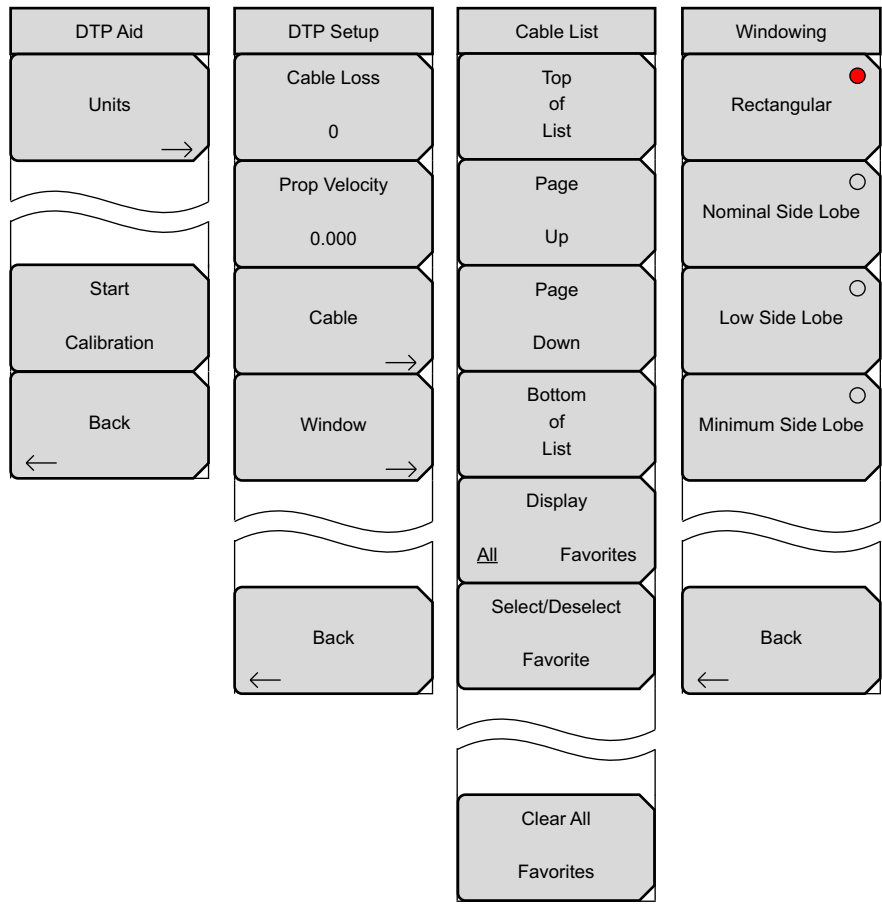 DTP Aid
Units
Start
Calibration
Back
DTP Setup
Cable Loss
0
Prop Velocity
0.000
Cable
Window
Back
Cable List
Top
of
List
Page
Up
Page
Down
Bottom
of
List
Display
All Favorites
Select/Deselect
Favorite
Clear All
Favorites
Windowing
Rectangular
Nominal Side Lobe
Low Side Lobe
Minimum Side Lobe
Back